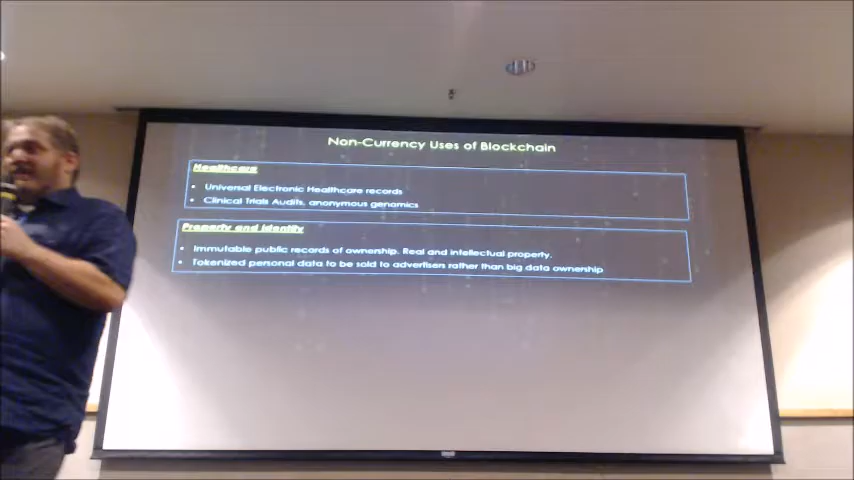 Non-Currency Uses of Blockchain
Healthcare
• Universal Electronic Healthcare records
• Clinical Trials Audits, anonymous genomics
Property and Identity
• Immutable public records of ownership. Real and intellectual property.
• Tokenized personal data to be sold to advertisers rather than big data ownership